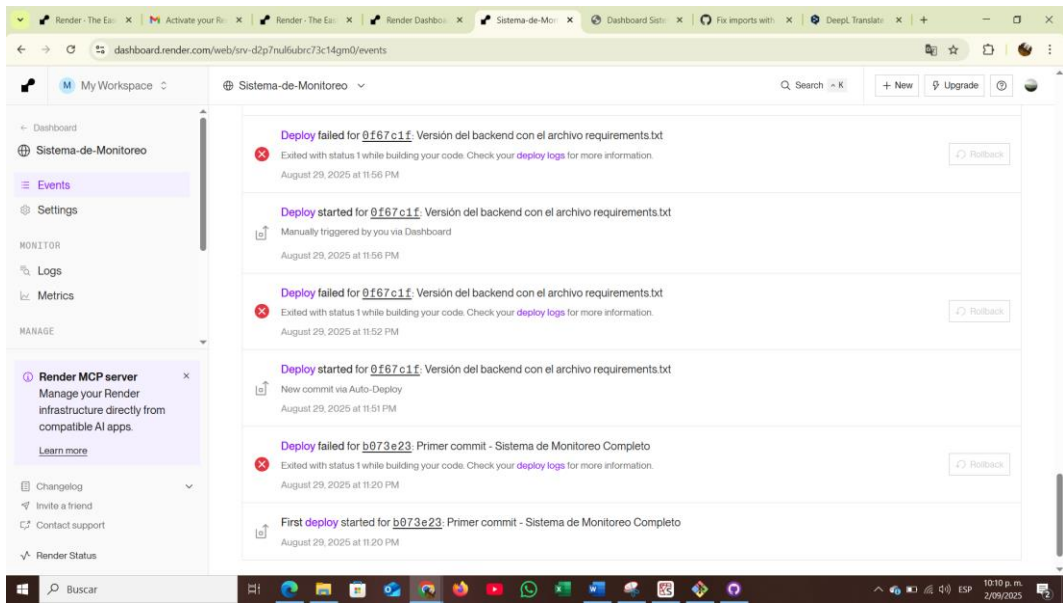 Render - The Eas
Activate your Re
Render - The Eas
Render Dashboa
Sistema-de-Mon
Dashboard Siste
Fix imports with
DeepL Translate
dashboard.render.com/web/srv-d2p7nul6ubrc73c14gm0/events
M My Workspace
Sistema-de-Monitoreo
Search
K
+ New
Upgrade
← Dashboard
Sistema-de-Monitoreo
Events
Settings
MONITOR
Logs
Metrics
MANAGE
Render MCP server
Manage your Render
infrastructure directly from
compatible AI apps.
Learn more
Changelog
Invite a friend
Contact support
Render Status
Deploy failed for 0f67c1f: Versión del backend con el archivo requirements.txt
Exited with status 1 while building your code. Check your deploy logs for more information.
August 29, 2025 at 11:56 PM
Rollback
Deploy started for 0f67c1f: Versión del backend con el archivo requirements.txt
Manually triggered by you via Dashboard
August 29, 2025 at 11:56 PM
Deploy failed for 0f67c1f: Versión del backend con el archivo requirements.txt
Exited with status 1 while building your code. Check your deploy logs for more information.
August 29, 2025 at 11:52 PM
Rollback
Deploy started for 0f67c1f: Versión del backend con el archivo requirements.txt
New commit via Auto-Deploy
August 29, 2025 at 11:51 PM
Deploy failed for b073e23: Primer commit - Sistema de Monitoreo Completo
Exited with status 1 while building your code. Check your deploy logs for more information.
August 29, 2025 at 11:20 PM
Rollback
First deploy started for b073e23: Primer commit - Sistema de Monitoreo Completo
August 29, 2025 at 11:20 PM
Buscar
ESP
10:10 p. m.
2/09/2025